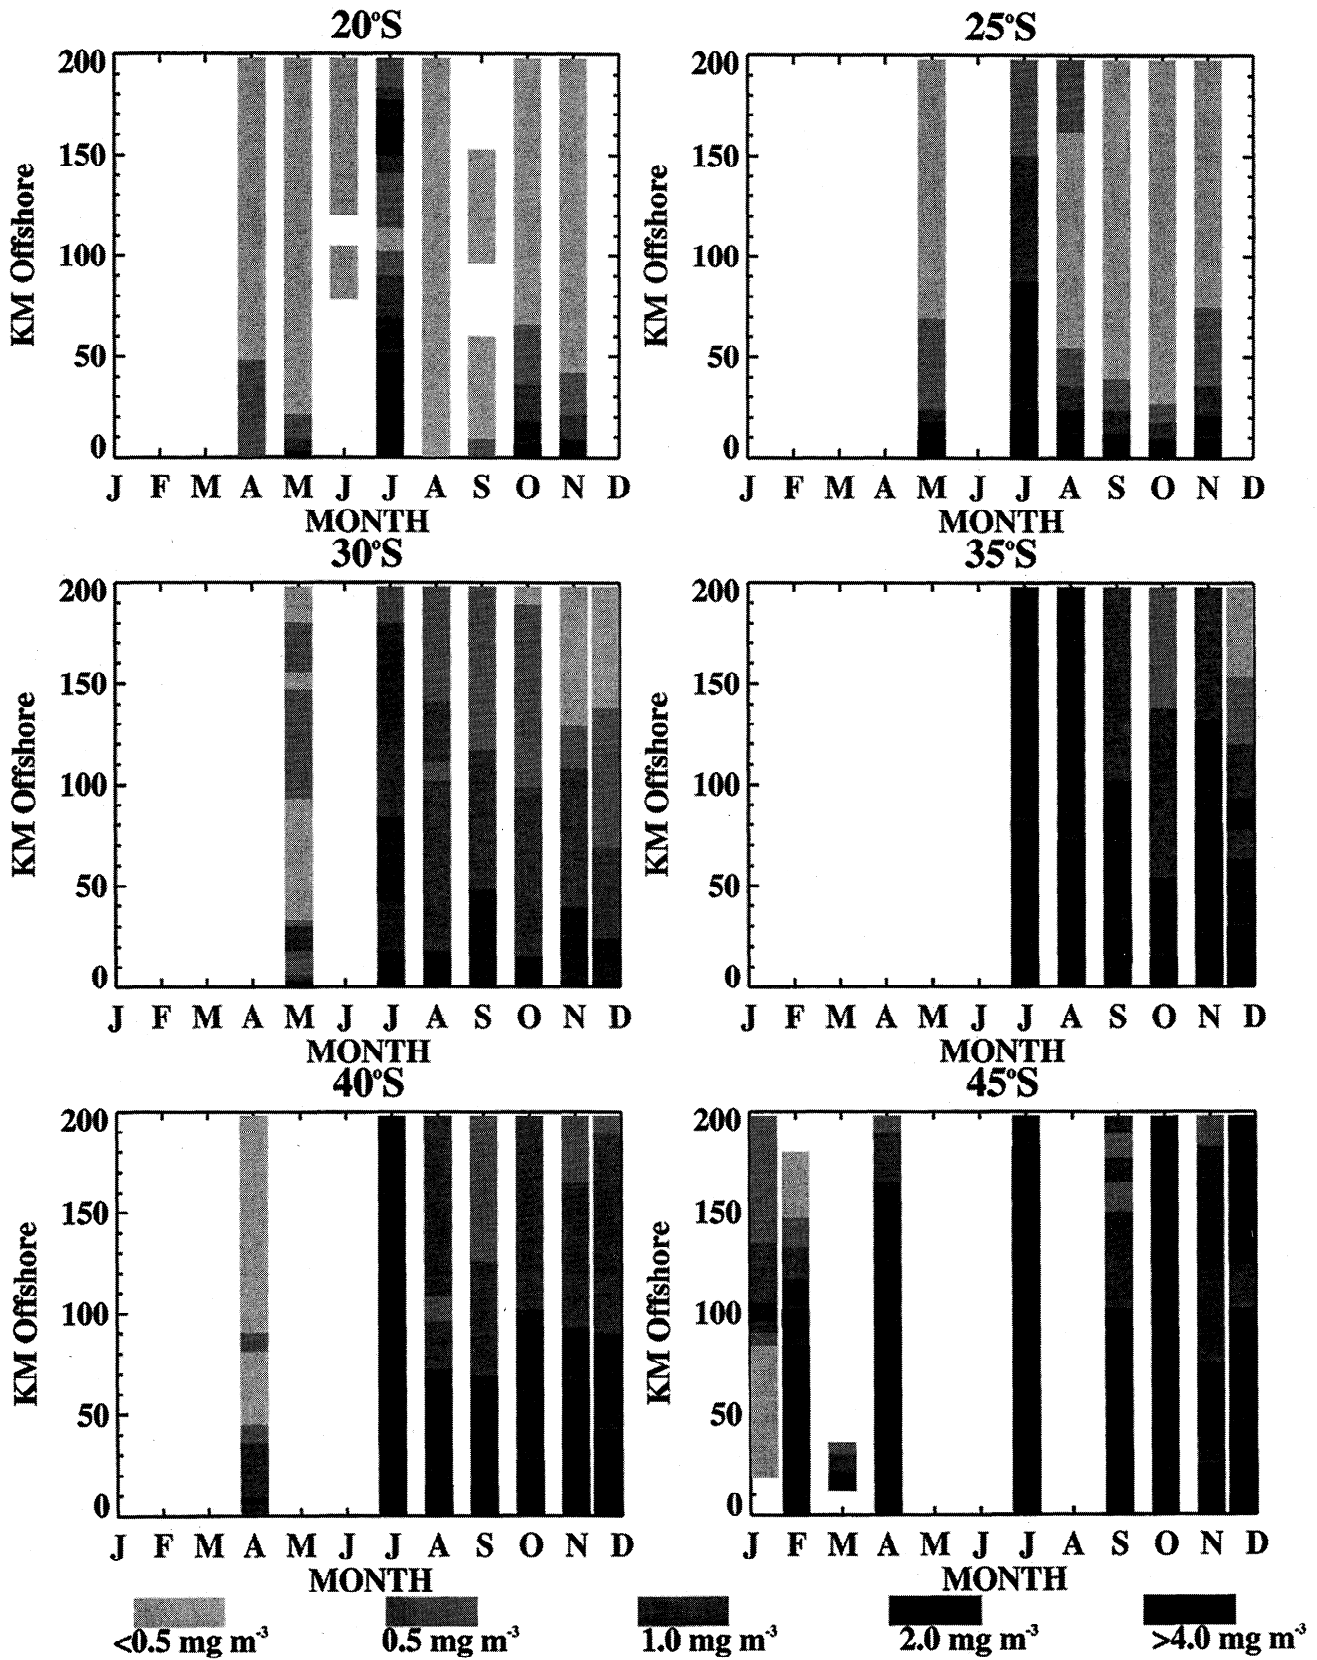 20°S
25°S
200
150
100
50
0
KM Offshore
J F M A M J J A S O N D
MONTH
200
150
100
50
0
KM Offshore
J F M A M J J A S O N D
MONTH
30°S
35°S
200
150
100
50
0
KM Offshore
J F M A M J J A S O N D
MONTH
200
150
100
50
0
KM Offshore
J F M A M J J A S O N D
MONTH
40°S
45°S
200
150
100
50
0
KM Offshore
J F M A M J J A S O N D
MONTH
200
150
100
50
0
KM Offshore
J F M A M J J A S O N D
MONTH
<0.5 mg m⁻³ 0.5 mg m⁻³ 1.0 mg m⁻³ 2.0 mg m⁻³ >4.0 mg m⁻³